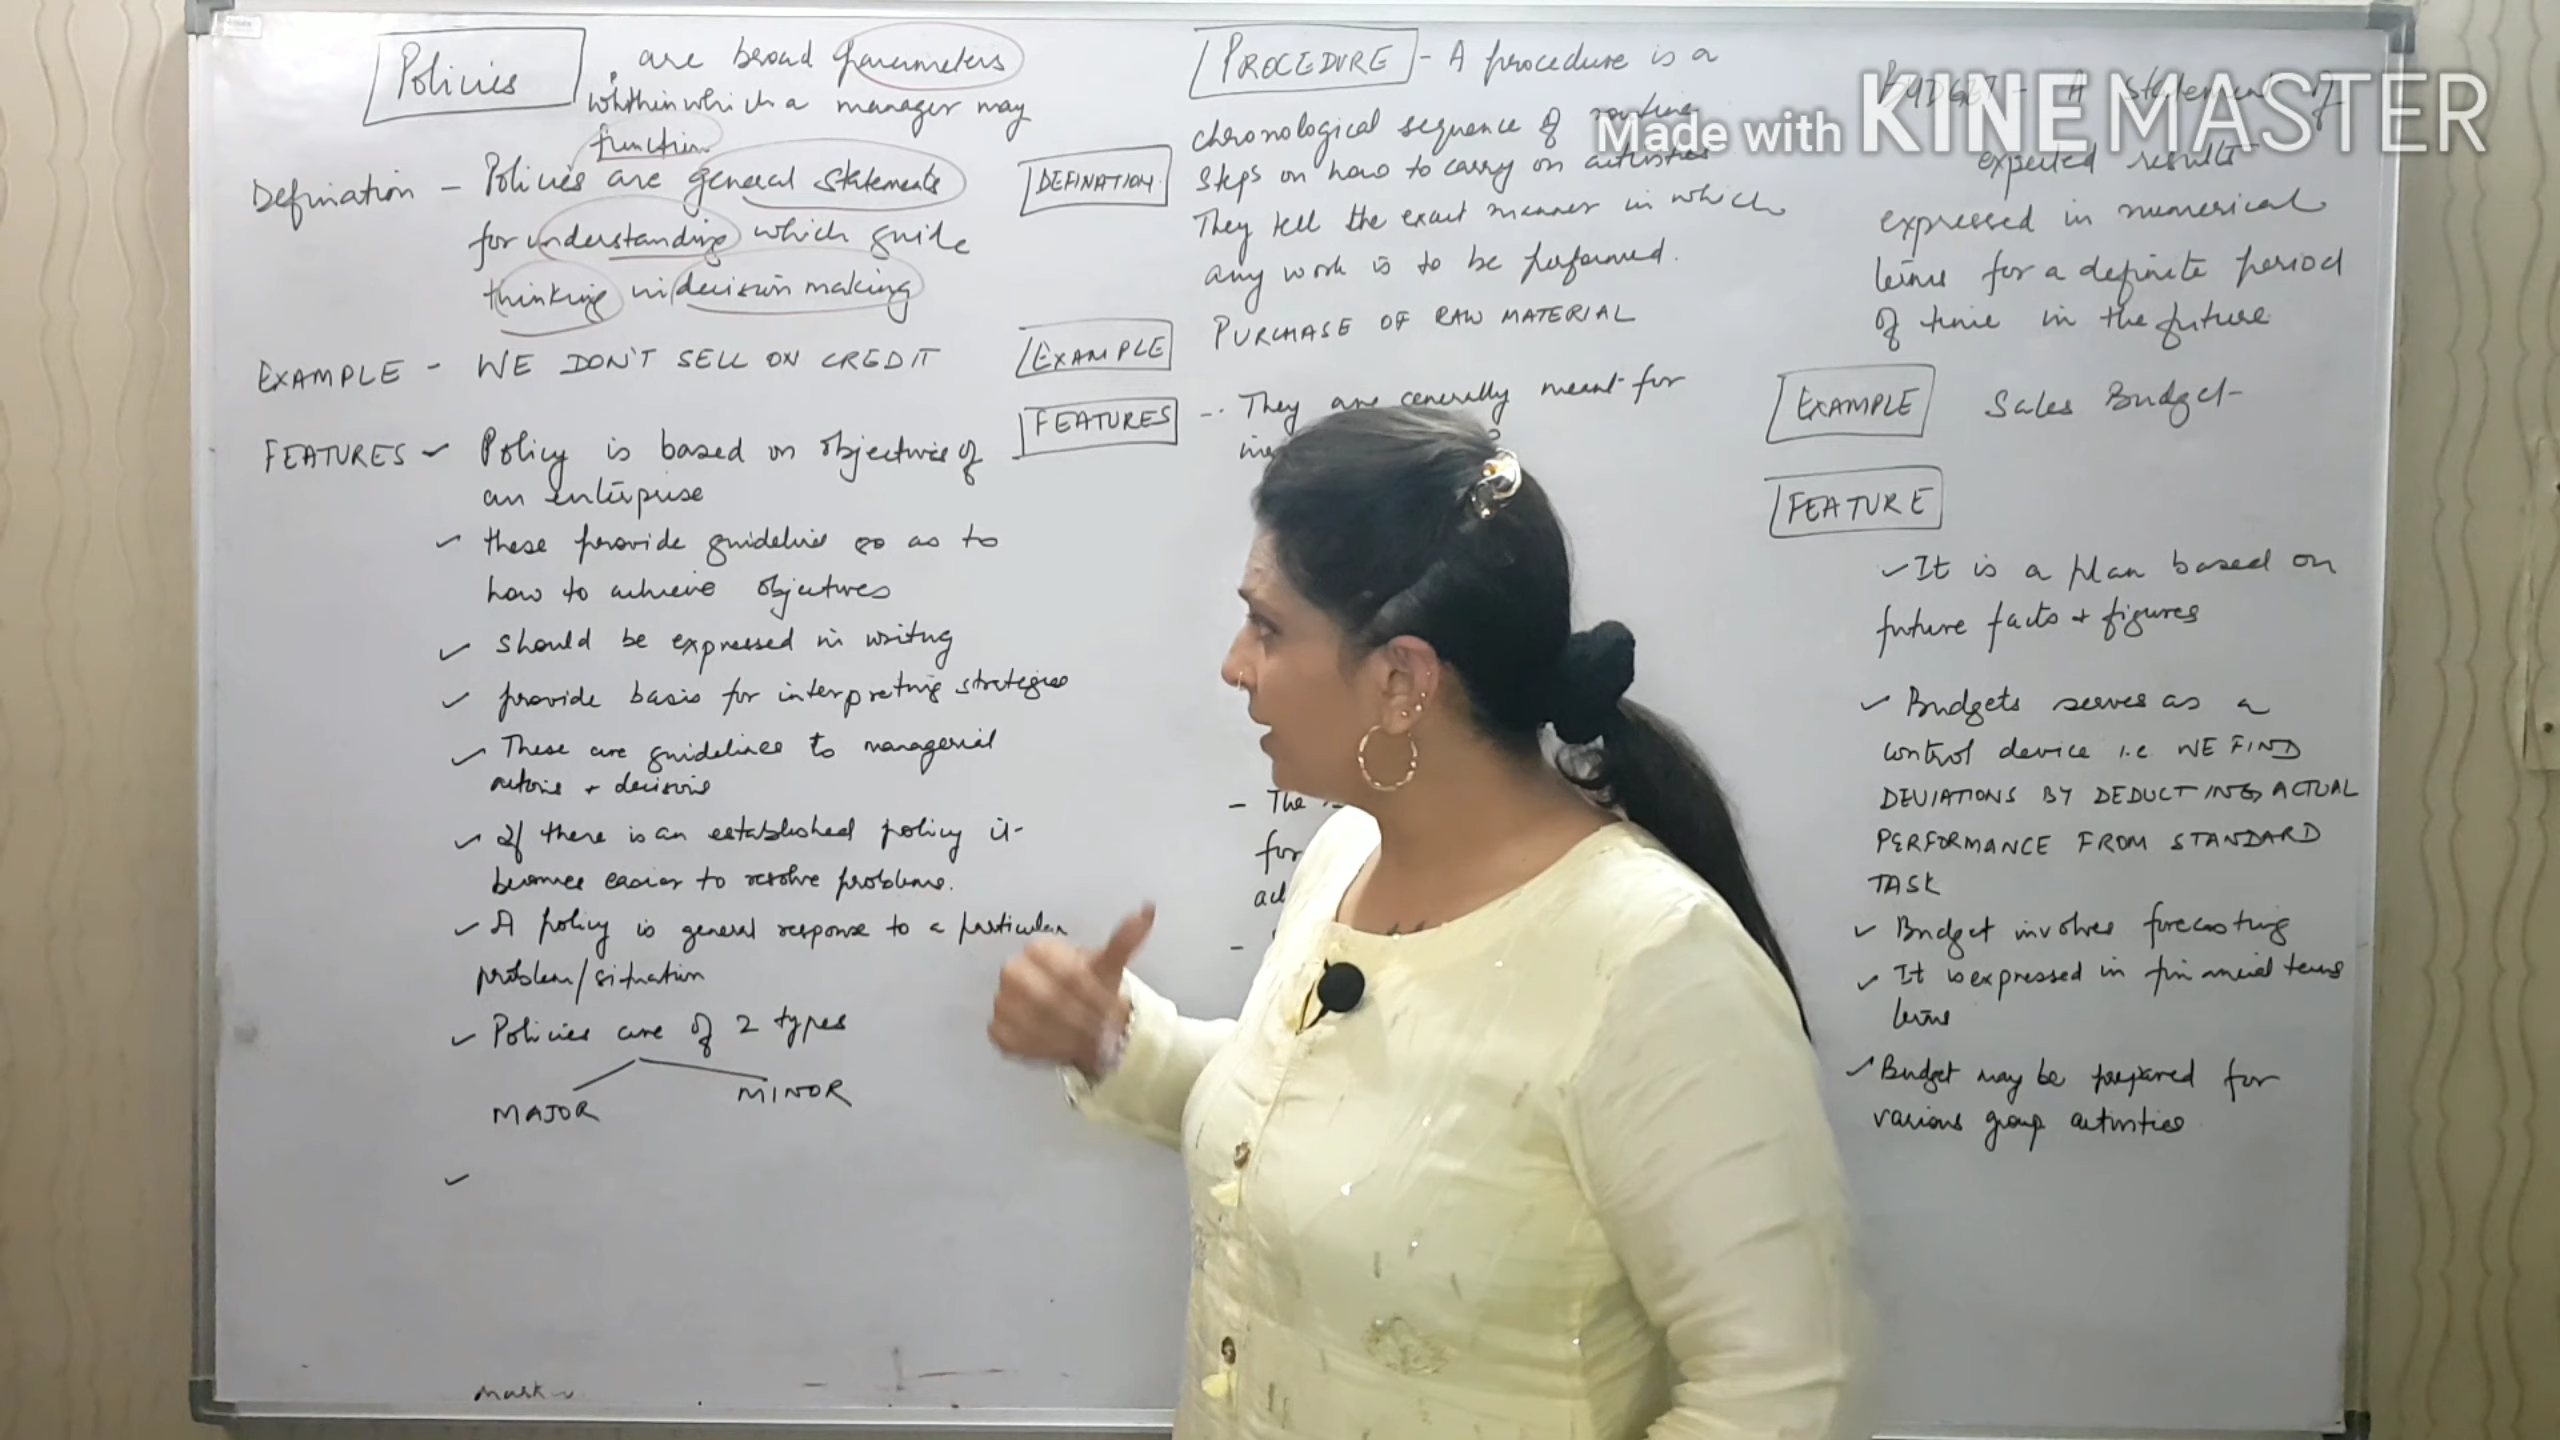 Policies
are broad parameters
whithin which a manager may
function
Defination - Policies are general statements
for understanding which guide
thinking in decision making
EXAMPLE - WE DON'T SELL ON CREDIT
FEATURES - Policy is based on objectives of
an enterprise
these provide guideline so as to
how to achieve objectives
should be expressed in writing
provide basis for interpreting strategies
These are guidelines to managerial
actions + decisions
If there is an established policy it
becomes easier to resolve problems.
A policy is general response to a particular
problem/situation
Policies are of 2 types
MAJOR MINOR
PROCEDURE - A procedure is a
chronological sequence of routine
steps on how to carry on activities
DEFINATION
They tell the exact manner in which
any work is to be performed.
EXAMPLE PURCHASE OF RAW MATERIAL
FEATURES - They are generally meant for
The
for
BUDGET - A statement of
expected results
expressed in numerical
terms for a definite period
of time in the future
EXAMPLE Sales Budget
FEATURE
It is a plan based on
future facts + figures
Budgets serves as a
control device i.e WE FIND
DEVIATIONS BY DEDUCTING ACTUAL
PERFORMANCE FROM STANDARD
TASK
Budget involves forecasting
It is expressed in financial terms
terms
Budget may be prepared for
various group activities
Made with KINEMASTER